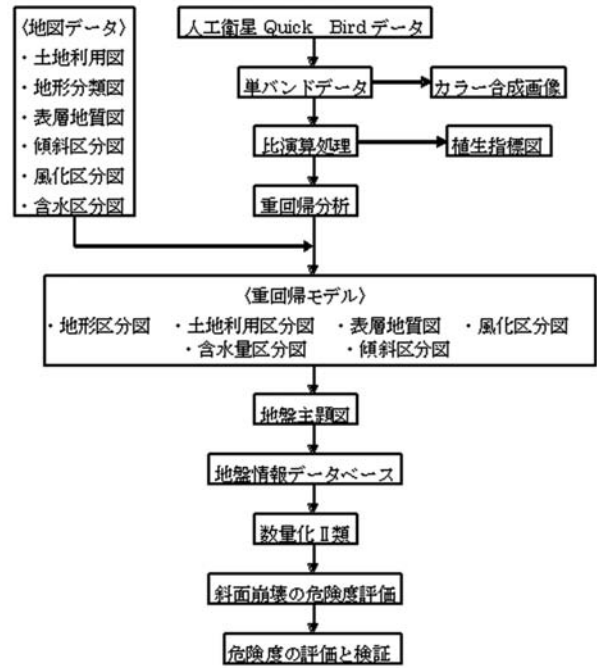 〈地図データ〉
・土地利用図
・地形分類図
・表層地質図
・傾斜区分図
・風化区分図
・含水区分図
人工衛星 Quick Bird データ
単バンドデータ
カラー合成画像
比演算処理
植生指標図
重回帰分析
〈重回帰モデル〉
・地形区分図 ・土地利用区分図 ・表層地質図 ・風化区分図
・含水量区分図 ・傾斜区分図
地盤主題図
地盤情報データベース
数量化Ⅱ類
斜面崩壊の危険度評価
危険度の評価と検証